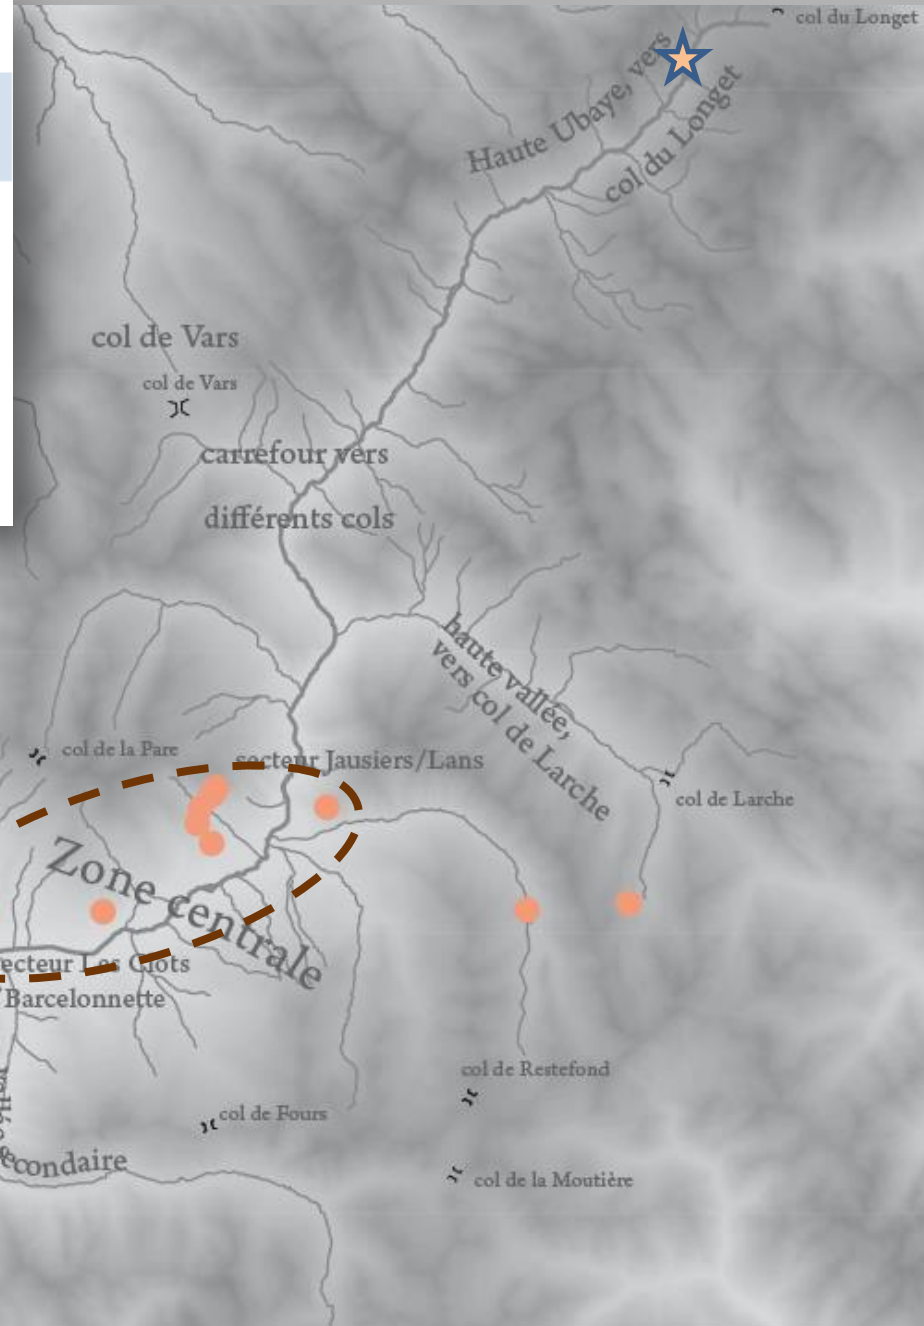 col du Longet
Haute Ubaye, vers
col du Longet
col de Vars
col de Vars
carrefour vers
différents cols
haute vallée,
vers col de Larche
col de la Pare
secteur Jausiers/Lans
col de Larche
Zone centrale
ecteur Les Clots
Barcelonnette
col de Restefond
col de Fours
econdaire
col de la Moutière